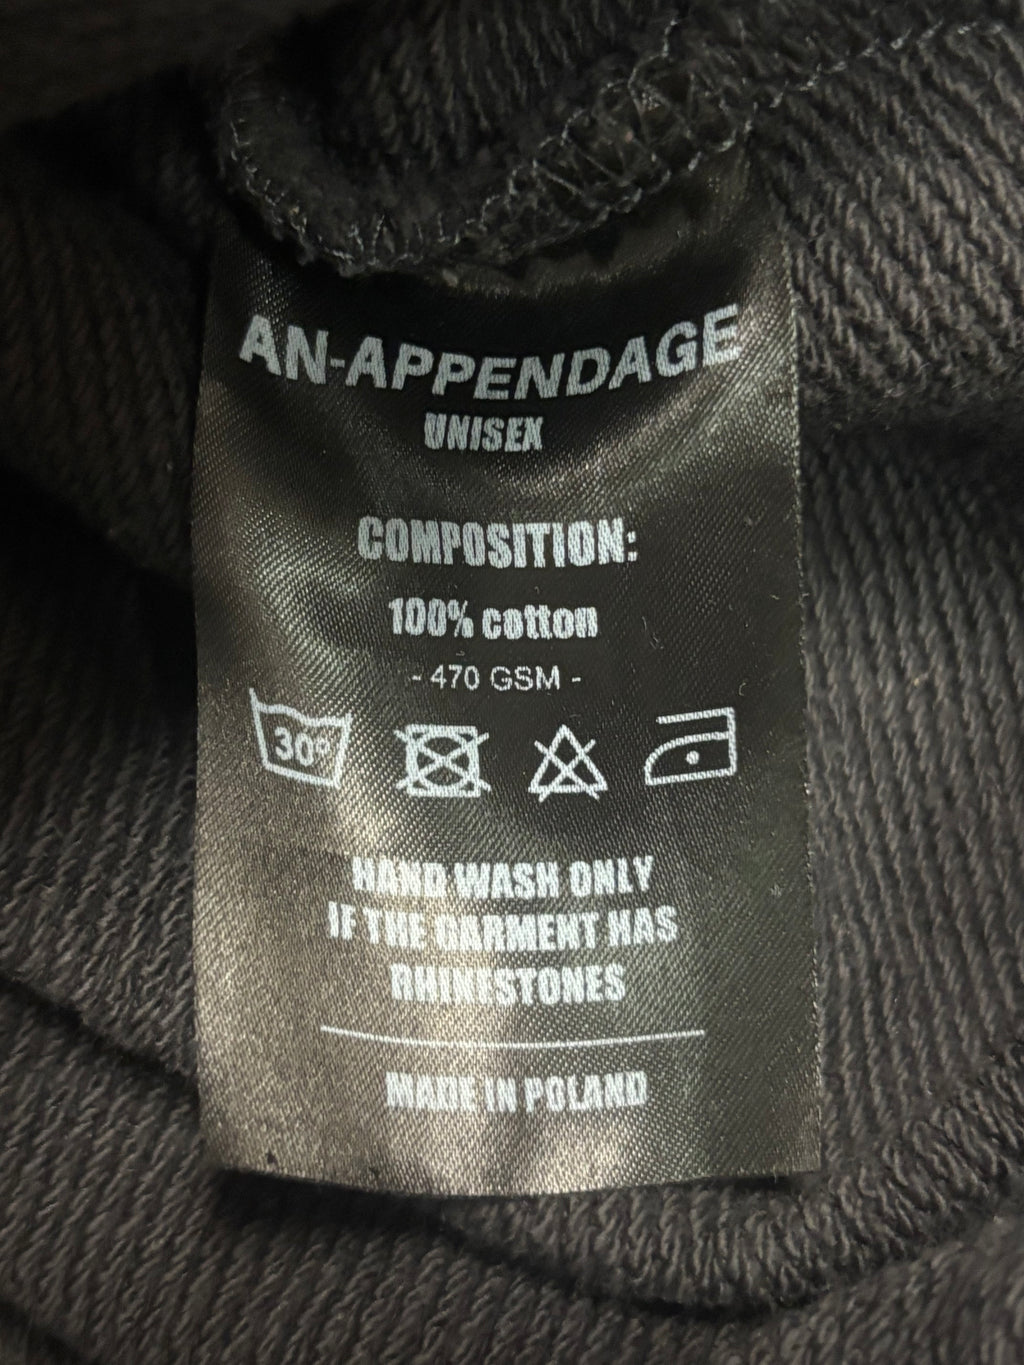 AN-APPENDAGE
UNISEX
COMPOSITION:
100% cotton
- 470 GSM -
30°
HAND WASH ONLY
IF THE GARMENT HAS
RHINESTONES
MADE IN POLAND